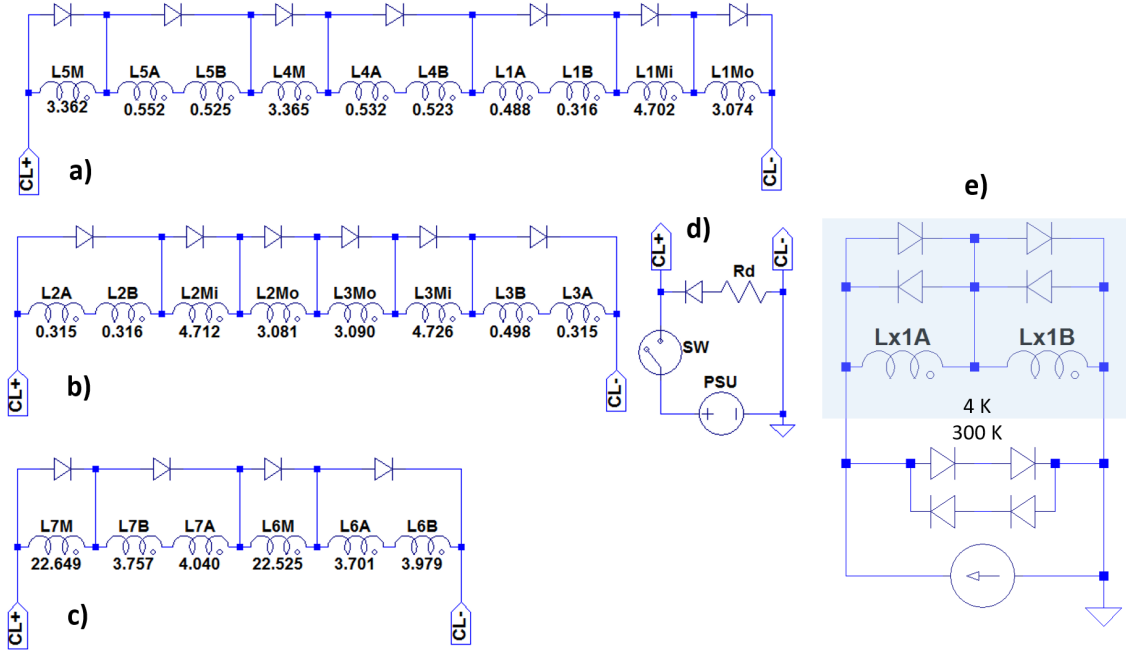 L5M L5A L5B L4M L4A L4B L1A L1B L1Mi L1Mo
3.362 0.552 0.525 3.365 0.532 0.523 0.488 0.316 4.702 3.074
CL+ CL-
a)
L2A L2B L2Mi L2Mo L3Mo L3Mi L3B L3A
0.315 0.316 4.712 3.081 3.090 4.726 0.498 0.315
CL+ CL-
b)
L7M L7B L7A L6M L6A L6B
22.649 3.757 4.040 22.525 3.701 3.979
CL+ CL-
c)
d)
CL+ CL-
Rd
SW
PSU
e)
Lx1A Lx1B
4 K
300 K